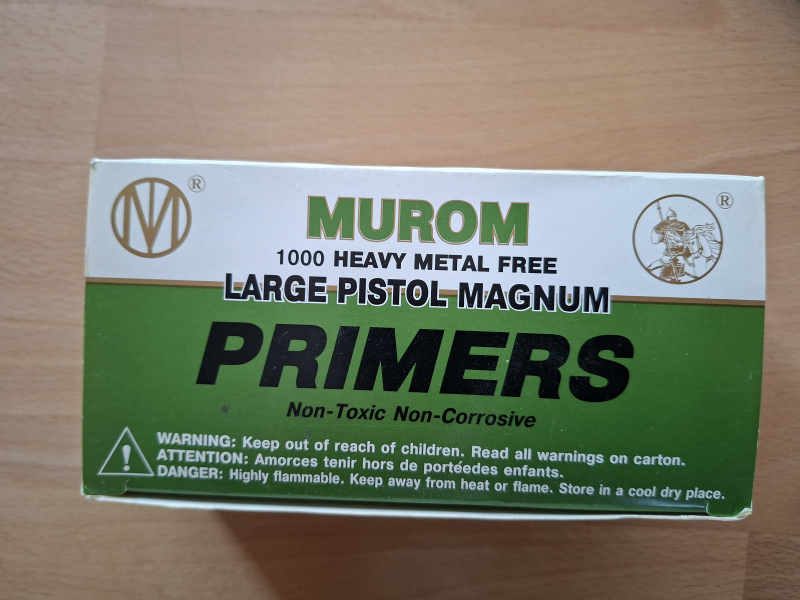 MUROM
1000 HEAVY METAL FREE
LARGE PISTOL MAGNUM
PRIMERS
Non-Toxic Non-Corrosive
WARNING: Keep out of reach of children. Read all warnings on carton.
ATTENTION: Amorces tenir hors de portéedes enfants.
DANGER: Highly flammable. Keep away from heat or flame. Store in a cool dry place.
M ®
®